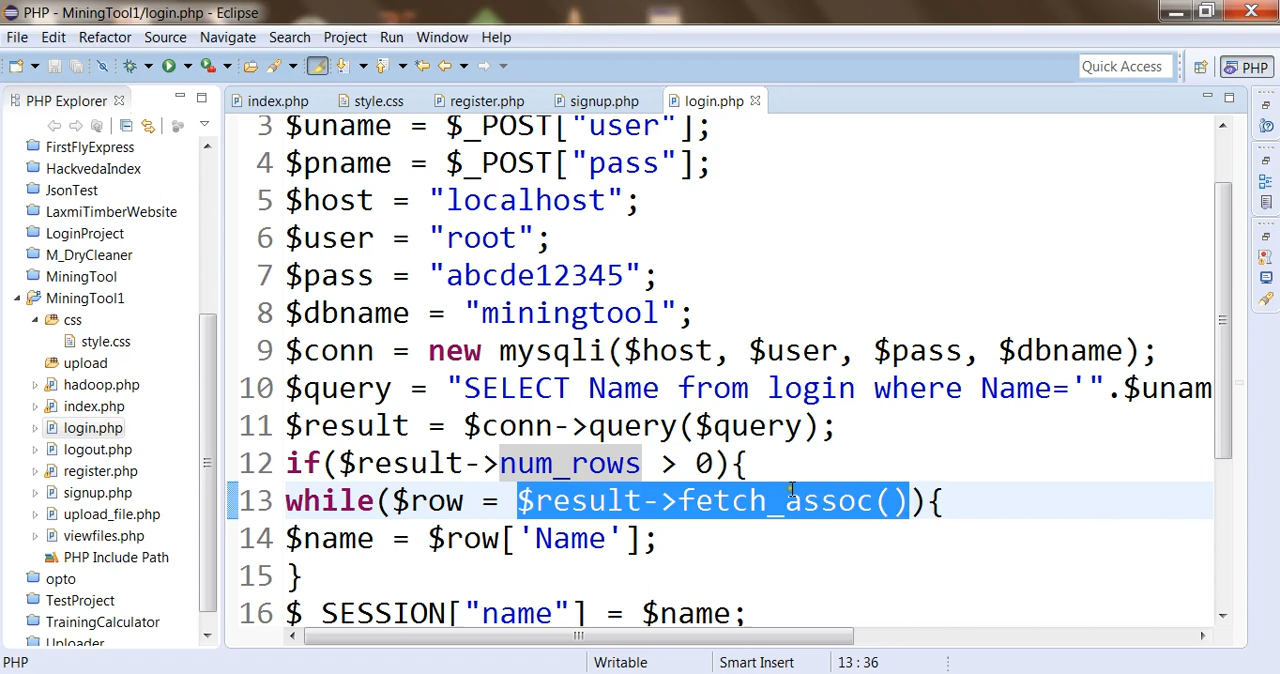 PHP - MiningTool1/login.php - Eclipse
File Edit Refactor Source Navigate Search Project Run Window Help
Quick Access
PHP
PHP Explorer
FirstFlyExpress
HackvedaIndex
JsonTest
LaxmiTimberWebsite
LoginProject
M_DryCleaner
MiningTool
MiningTool1
css
style.css
upload
hadoop.php
index.php
login.php
logout.php
register.php
signup.php
upload_file.php
viewfiles.php
PHP Include Path
opto
TestProject
TrainingCalculator
Uploader
index.php style.css register.php signup.php login.php
3 $uname = $_POST["user"];
4 $pname = $_POST["pass"];
5 $host = "localhost";
6 $user = "root";
7 $pass = "abcde12345";
8 $dbname = "miningtool";
9 $conn = new mysqli($host, $user, $pass, $dbname);
10 $query = "SELECT Name from login where Name='".$unam
11 $result = $conn->query($query);
12 if($result->num_rows > 0){
13 while($row = $result->fetch_assoc()){
14 $name = $row['Name'];
15 }
16 $_SESSION["name"] = $name;
PHP
Writable
Smart Insert
13 : 36